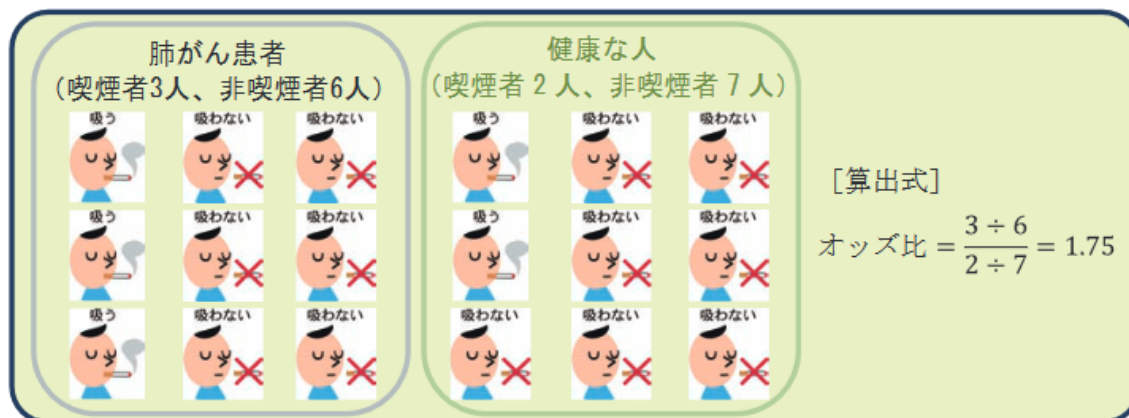 肺がん患者
(喫煙者3人、非喫煙者6人)
吸う 吸わない 吸わない
吸う 吸わない 吸わない
吸う 吸わない 吸わない
健康な人
(喫煙者２人、非喫煙者７人)
吸う 吸わない 吸わない
吸う 吸わない 吸わない
吸わない 吸わない 吸わない
[算出式]
オッズ比 = (3 ÷ 6)/(2 ÷ 7) = 1.75